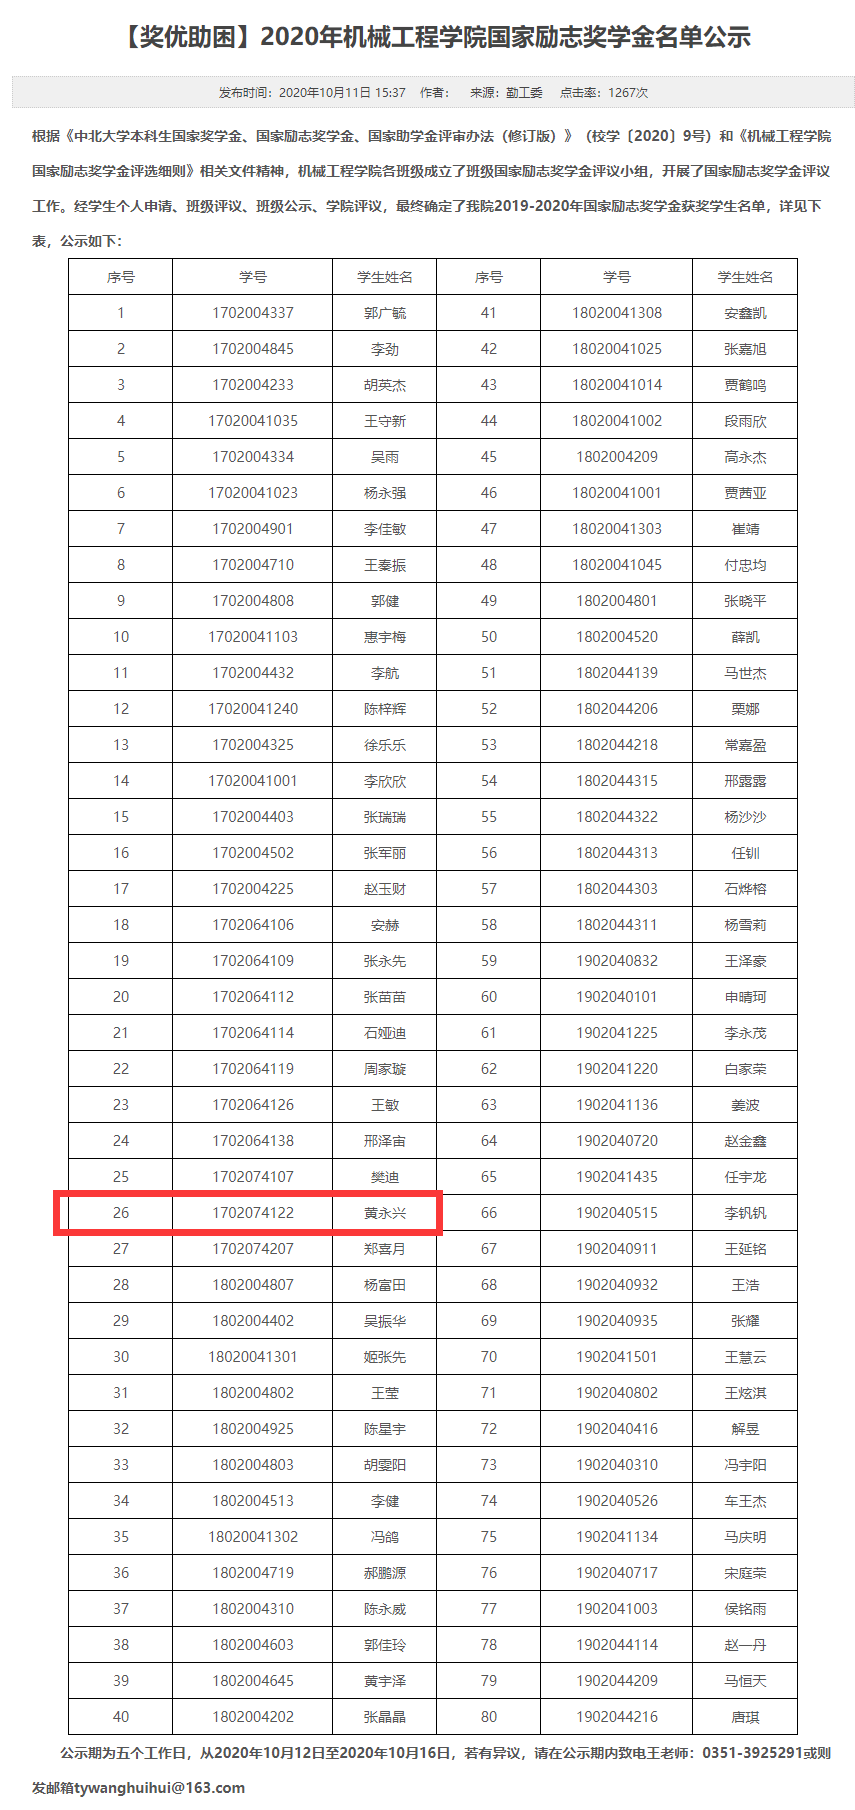 【奖优助困】2020年机械工程学院国家励志奖学金名单公示
发布时间：2020年10月11日 15:37 作者： 来源：勤工委 点击率：1267次
根据《中北大学本科生国家奖学金、国家励志奖学金、国家助学金评审办法（修订版）》（校学〔2020〕9号）和《机械工程学院
国家励志奖学金评选细则》相关文件精神，机械工程学院各班级成立了班级国家励志奖学金评议小组，开展了国家励志奖学金评议
工作。经学生个人申请、班级评议、班级公示、学院评议，最终确定了我院2019-2020年国家励志奖学金获奖学生名单，详见下
表，公示如下：
序号 学号 学生姓名 序号 学号 学生姓名
1 1702004337 郭广毓 41 18020041308 安鑫凯
2 1702004845 李劲 42 18020041025 张嘉旭
3 1702004233 胡英杰 43 18020041014 贾鹤鸣
4 17020041035 王守新 44 18020041002 段雨欣
5 1702004334 吴雨 45 1802004209 高永杰
6 17020041023 杨永强 46 18020041001 贾茜亚
7 1702004901 李佳敏 47 18020041303 崔靖
8 1702004710 王秦振 48 18020041045 付忠均
9 1702004808 郭健 49 1802004801 张晓平
10 17020041103 惠宇梅 50 1802004520 薛凯
11 1702004432 李航 51 1802044139 马世杰
12 17020041240 陈梓辉 52 1802044206 栗娜
13 1702004325 徐乐乐 53 1802044218 常嘉盈
14 17020041001 李欣欣 54 1802044315 邢露露
15 1702004403 张瑞瑞 55 1802044322 杨沙沙
16 1702004502 张军丽 56 1802044313 任钏
17 1702004225 赵玉财 57 1802044303 石烨榕
18 1702064106 安赫 58 1802044311 杨雪莉
19 1702064109 张永先 59 1902040832 王泽豪
20 1702064112 张苗苗 60 1902040101 申晴珂
21 1702064114 石娅迪 61 1902041225 李永茂
22 1702064119 周家璇 62 1902041220 白家荣
23 1702064126 王敏 63 1902041136 姜波
24 1702064138 邢泽宙 64 1902040720 赵金鑫
25 1702074107 樊迪 65 1902041435 任宇龙
26 1702074122 黄永兴 66 1902040515 李钒钒
27 1702074207 郑喜月 67 1902040911 王延铭
28 1802004807 杨富田 68 1902040932 王浩
29 1802004402 吴振华 69 1902040935 张耀
30 18020041301 姬张先 70 1902041501 王慧云
31 1802004802 王莹 71 1902040802 王炫淇
32 1802004925 陈星宇 72 1902040416 解昱
33 1802004803 胡雯阳 73 1902040310 冯宇阳
34 1802004513 李健 74 1902040526 车王杰
35 18020041302 冯鸽 75 1902041134 马庆明
36 1802004719 郝鹏源 76 1902040717 宋庭荣
37 1802004310 陈永威 77 1902041003 侯铭雨
38 1802004603 郭佳玲 78 1902044114 赵一丹
39 1802004645 黄宇泽 79 1902044209 马恒天
40 1802004202 张晶晶 80 1902044216 唐琪
公示期为五个工作日，从2020年10月12日至2020年10月16日，若有异议，请在公示期内致电王老师：0351-3925291或则
发邮箱tywanghuihui@163.com